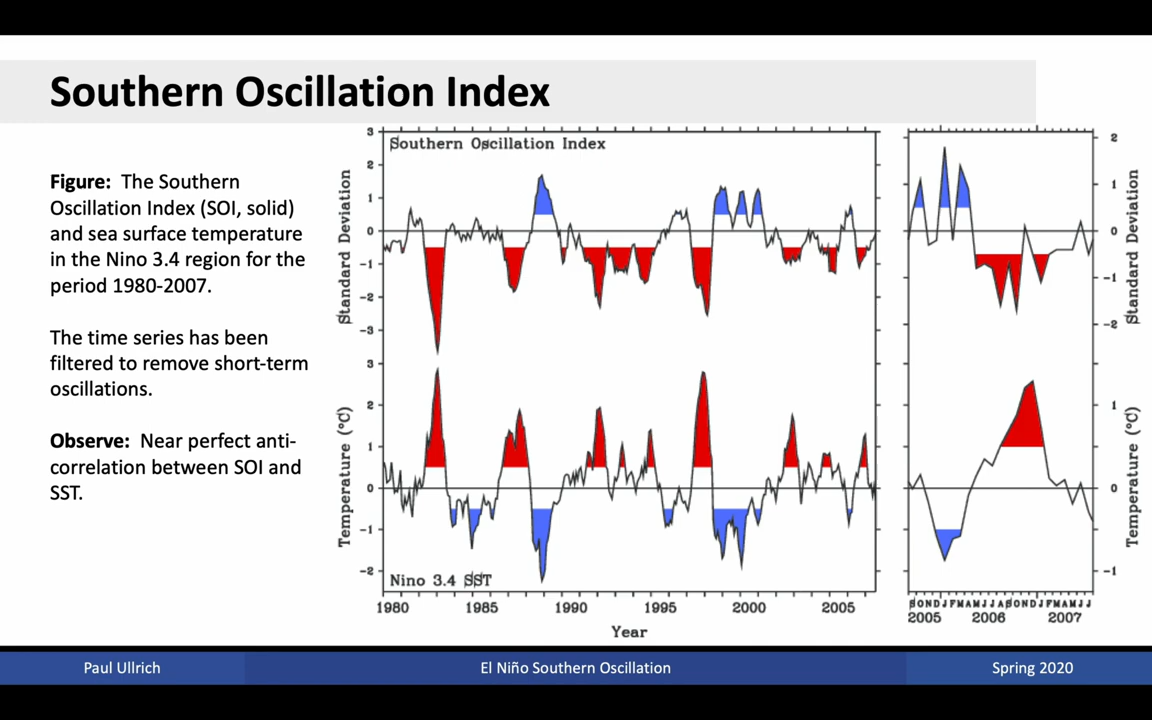 Southern Oscillation Index
Figure: The Southern
Oscillation Index (SOI, solid)
and sea surface temperature
in the Nino 3.4 region for the
period 1980-2007.
The time series has been
filtered to remove short-term
oscillations.
Observe: Near perfect anti-
correlation between SOI and
SST.
Southern Oscillation Index
Standard Deviation
3
2
1
0
-1
-2
-3
Temperature (°C)
3
2
1
0
-1
-2
Nino 3.4 SST
1980 1985 1990 1995 2000 2005
Year
2
1
0
-1
-2
Standard Deviation
1
0
-1
Temperature (°C)
S O N D J F M A M J J A S O N D J F M A M J J
2005 2006 2007
Paul Ullrich
El Niño Southern Oscillation
Spring 2020